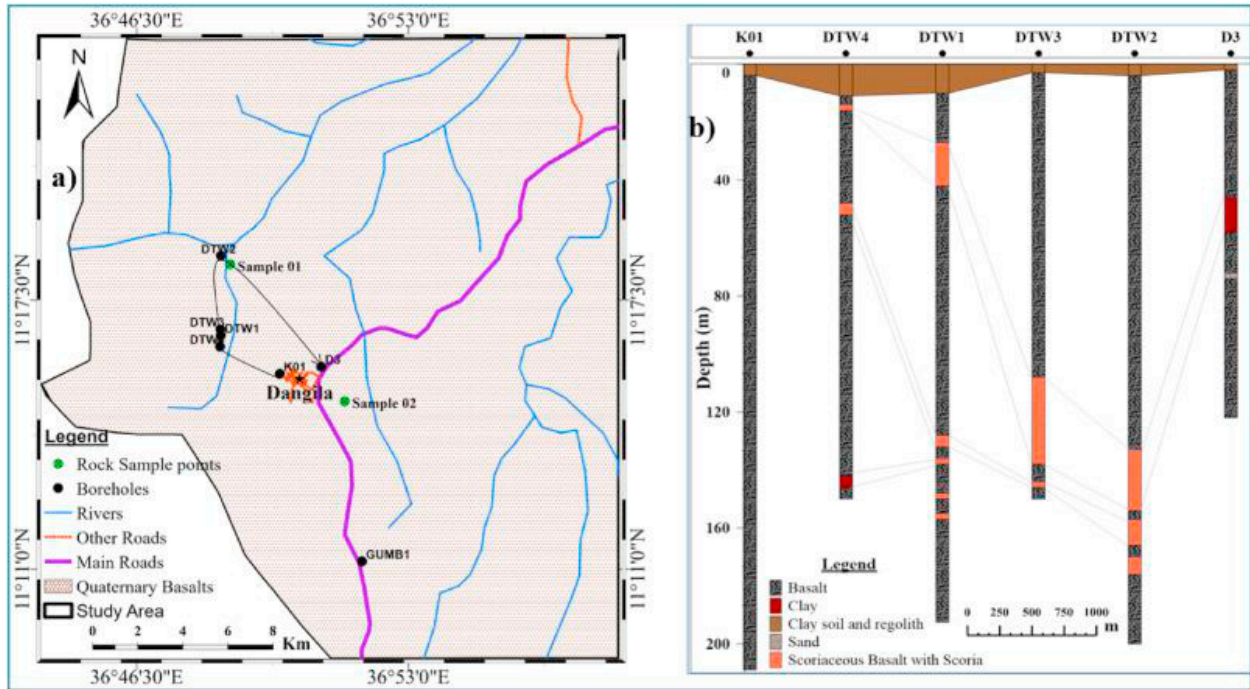 36°46'30"E 36°53'0"E
N
a)
11°17'30"N 11°17'30"N
DTW2
Sample 01
DTW3
DTW1
DTW
K01
D3
Dangila
Sample 02
GUMB1
11°11'0"N 11°11'0"N
Legend
Rock Sample points
Boreholes
Rivers
Other Roads
Main Roads
Quaternary Basalts
Study Area
0 2 4 6 8 Km
36°46'30"E 36°53'0"E
K01 DTW4 DTW1 DTW3 DTW2 D3
b)
Depth (m)
0
40
80
120
160
200
Legend
Basalt
Clay
Clay soil and regolith
Sand
Scoriaceous Basalt with Scoria
0 250 500 750 1000
m